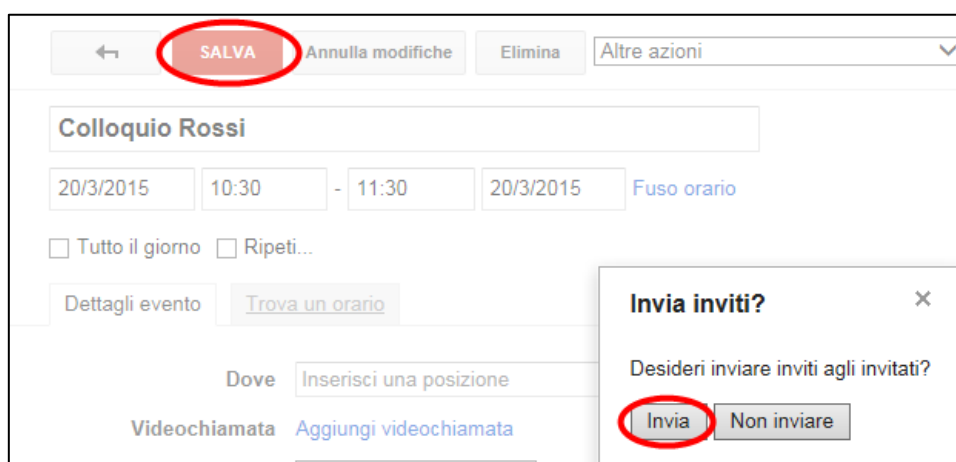 SALVA Annulla modifiche Elimina Altre azioni
Colloquio Rossi
20/3/2015 10:30 - 11:30 20/3/2015 Fuso orario
Tutto il giorno Ripeti...
Dettagli evento Trova un orario
Dove Inserisci una posizione
Videochiamata Aggiungi videochiamata
Invia inviti? ×
Desideri inviare inviti agli invitati?
Invia Non inviare